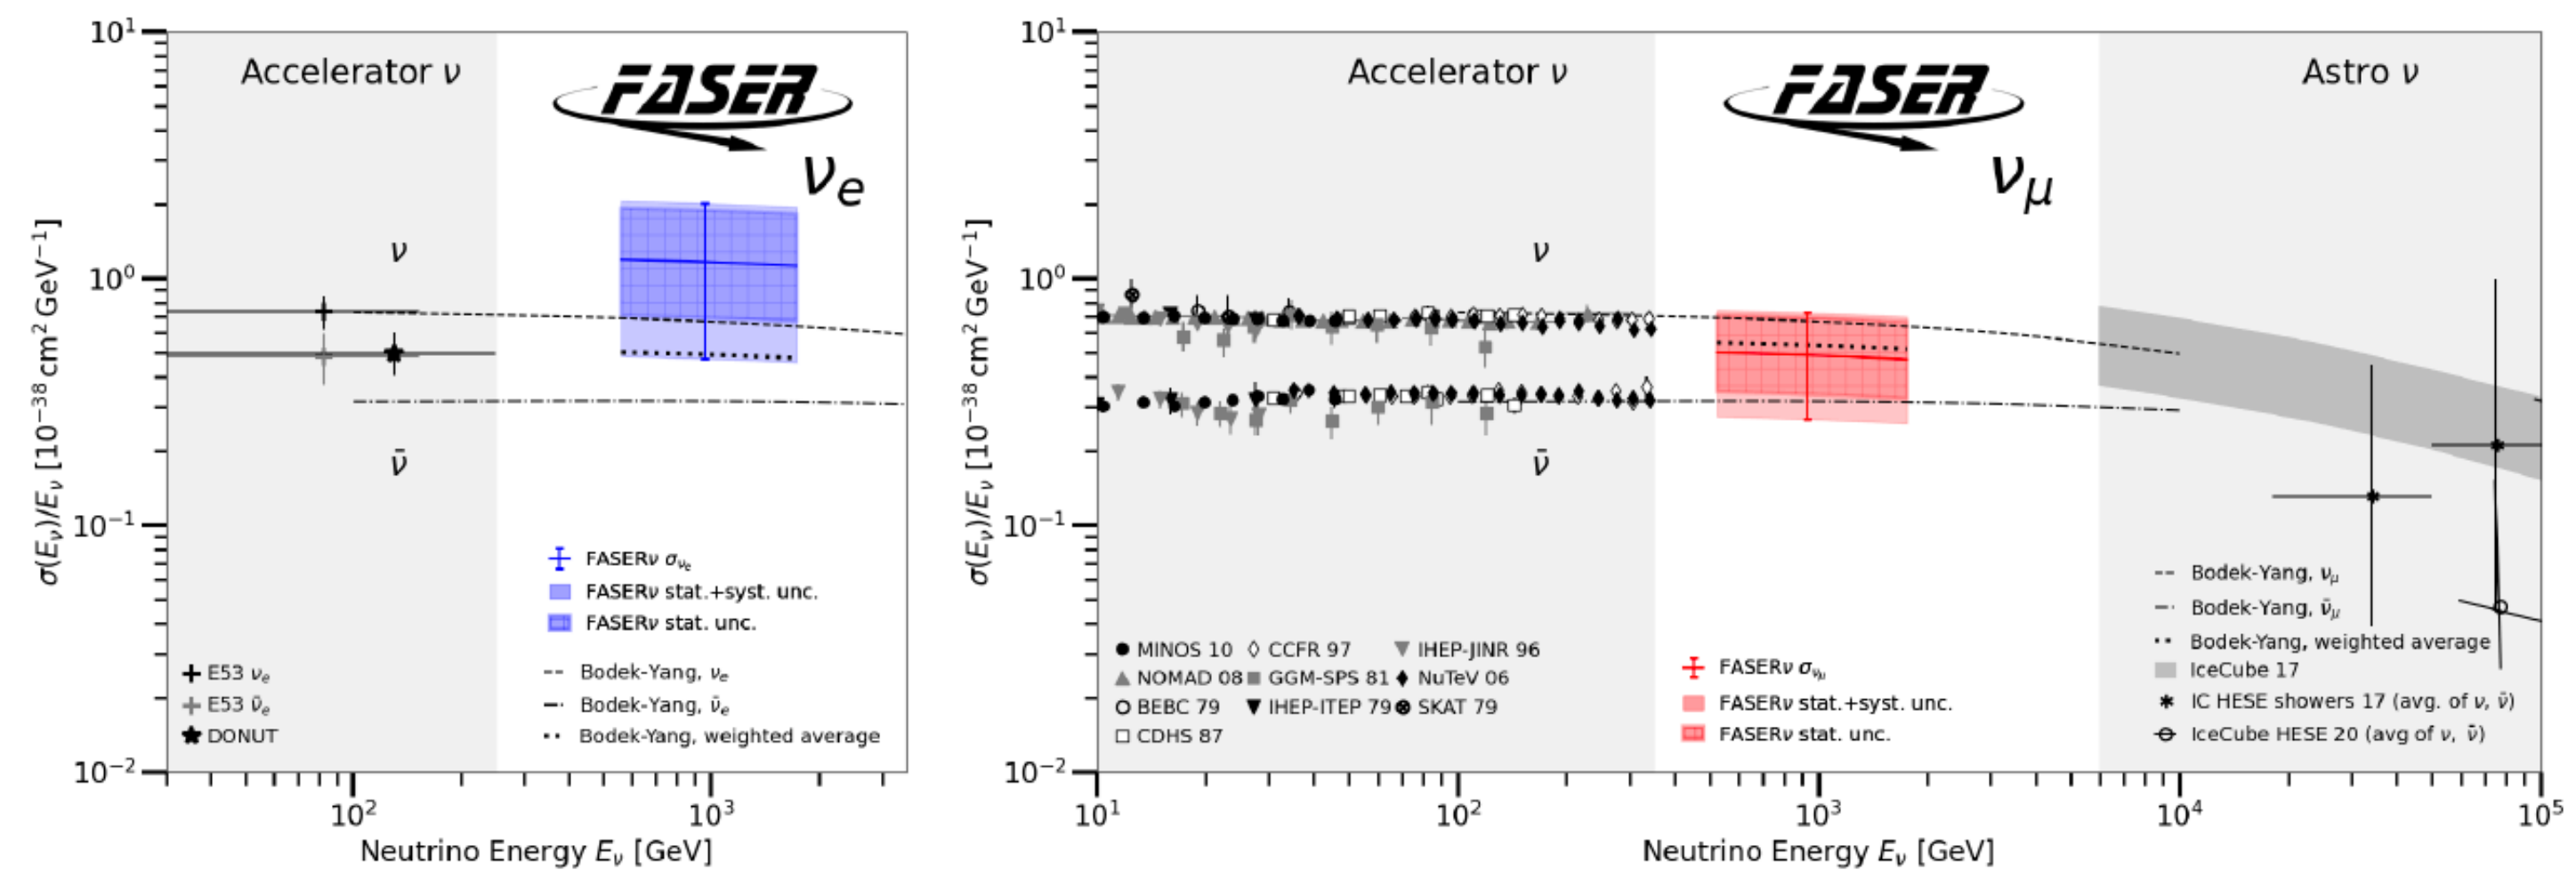 10¹
10⁰
10⁻¹
10⁻²
σ(Eν)/Eν [10⁻³⁸ cm² GeV⁻¹]
Accelerator ν
FASER
νe
ν
ν̄
FASERν σνe
FASERν stat.+syst. unc.
FASERν stat. unc.
E53 νe
E53 ν̄e
DONUT
Bodek-Yang, νe
Bodek-Yang, ν̄e
Bodek-Yang, weighted average
10²
10³
Neutrino Energy Eν [GeV]
10¹
10⁰
10⁻¹
10⁻²
σ(Eν)/Eν [10⁻³⁸ cm² GeV⁻¹]
Accelerator ν
FASER
νμ
Astro ν
ν
ν̄
MINOS 10
CCFR 97
IHEP-JINR 96
NOMAD 08
GGM-SPS 81
NuTeV 06
BEBC 79
IHEP-ITEP 79
SKAT 79
CDHS 87
FASERν σνμ
FASERν stat.+syst. unc.
FASERν stat. unc.
Bodek-Yang, νμ
Bodek-Yang, ν̄μ
Bodek-Yang, weighted average
IceCube 17
IC HESE showers 17 (avg. of ν, ν̄)
IceCube HESE 20 (avg of ν, ν̄)
10¹
10²
10³
10⁴
10⁵
Neutrino Energy Eν [GeV]